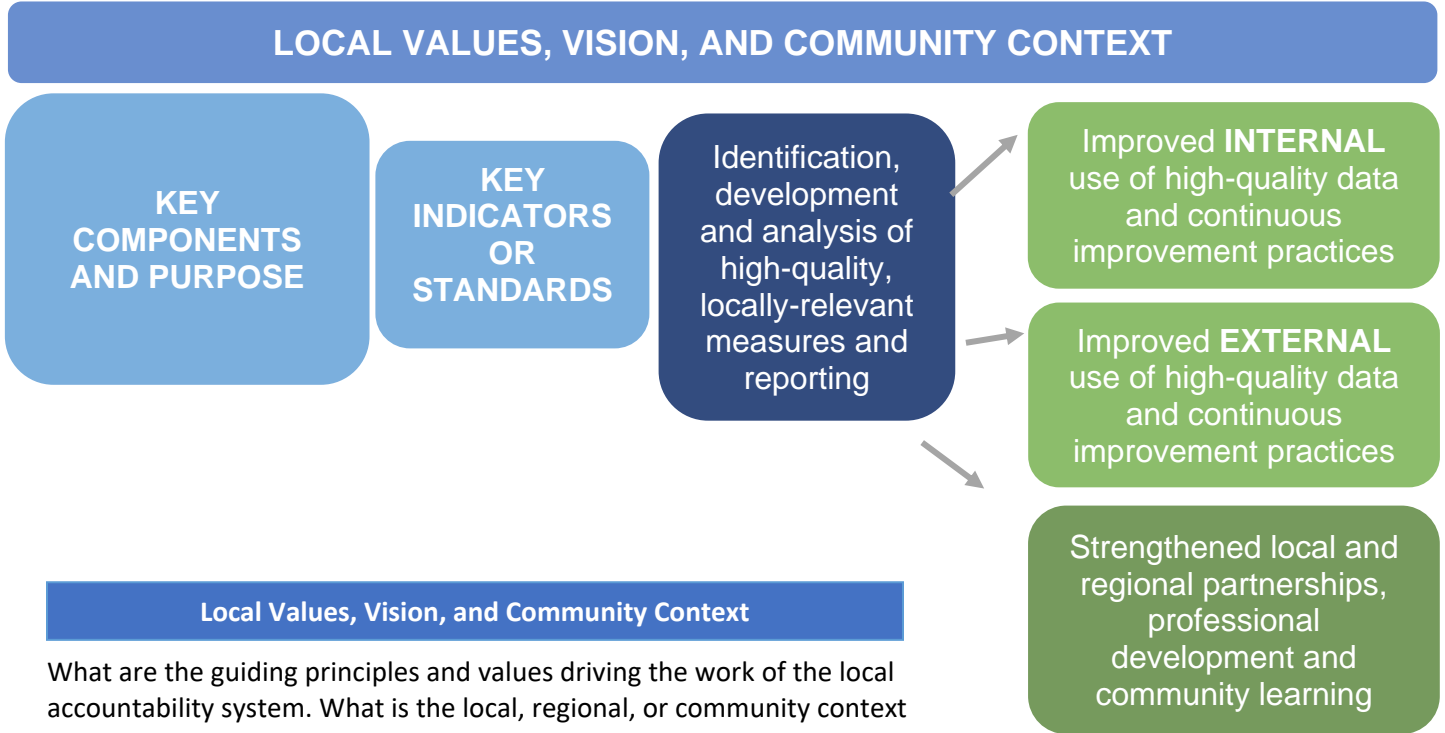 LOCAL VALUES, VISION, AND COMMUNITY CONTEXT
KEY
COMPONENTS
AND PURPOSE
KEY
INDICATORS
OR
STANDARDS
Identification,
development
and analysis of
high-quality,
locally-relevant
measures and
reporting
Improved INTERNAL
use of high-quality data
and continuous
improvement practices
Improved EXTERNAL
use of high-quality data
and continuous
improvement practices
Strengthened local and
regional partnerships,
professional
development and
community learning
Local Values, Vision, and Community Context
What are the guiding principles and values driving the work of the local
accountability system. What is the local, regional, or community context